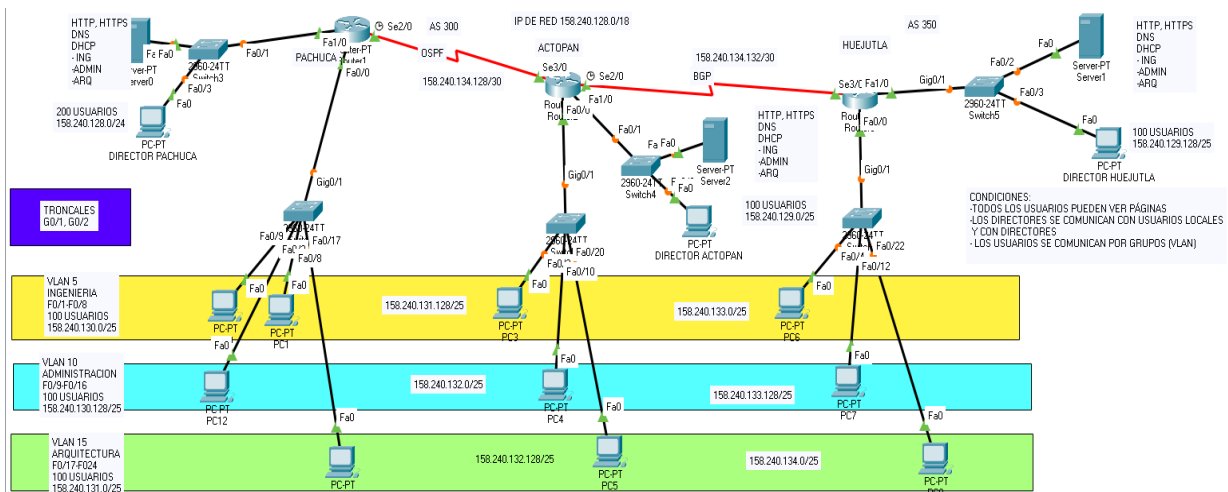 HTTP, HTTPS
DNS
DHCP
- ING
-ADMIN
-ARQ
Server-PT
Server0
Fa0
Fa0/1
2960-24TT
Switch3
Fa0/3
Fa0
200 USUARIOS
158.240.128.0/24
PC-PT
DIRECTOR PACHUCA
Fa1/0
PACHUCA
Fa0/0
Se2/0
AS 300
OSPF
158.240.134.128/30
IP DE RED 158.240.128.0/18
ACTOPAN
Se3/0
Se2/0
Fa1/0
158.240.134.132/30
BGP
AS 350
HUEJUTLA
Fa1/0
Fa0/0
Gig0/1
Fa0/2
Fa0
Server-PT
Server1
HTTP, HTTPS
DNS
DHCP
- ING
-ADMIN
-ARQ
Fa0/3
2960-24TT
Switch5
Fa0
PC-PT
DIRECTOR HUEJUTLA
100 USUARIOS
158.240.129.128/25
Fa0/1
Server-PT
Server2
2960-24TT
Switch4
Fa0
PC-PT
DIRECTOR ACTOPAN
HTTP, HTTPS
DNS
DHCP
- ING
-ADMIN
-ARQ
100 USUARIOS
158.240.129.0/25
CONDICIONES:
-TODOS LOS USUARIOS PUEDEN VER PÁGINAS
-LOS DIRECTORES SE COMUNICAN CON USUARIOS LOCALES
Y CON DIRECTORES
- LOS USUARIOS SE COMUNICAN POR GRUPOS (VLAN)
TRONCALES
G0/1, G0/2
Gig0/1
Fa0/9
Fa0/17
Fa0/8
Gig0/1
Fa0/20
Fa0/10
Gig0/1
Fa0/22
Fa0/12
VLAN 5
INGENIERIA
F0/1-F0/8
100 USUARIOS
158.240.130.0/25
Fa0
PC-PT
Fa0
PC-PT
PC1
158.240.131.128/25
Fa0
PC-PT
PC3
158.240.133.0/25
Fa0
PC-PT
PC6
VLAN 10
ADMINISTRACION
F0/9-F0/16
100 USUARIOS
158.240.130.128/25
Fa0
PC-PT
PC12
158.240.132.0/25
Fa0
PC-PT
PC4
158.240.133.128/25
Fa0
PC-PT
PC7
VLAN 15
ARQUITECTURA
F0/17-F024
100 USUARIOS
158.240.131.0/25
Fa0
PC-PT
158.240.132.128/25
Fa0
PC-PT
PC5
158.240.134.0/25
Fa0
PC-PT